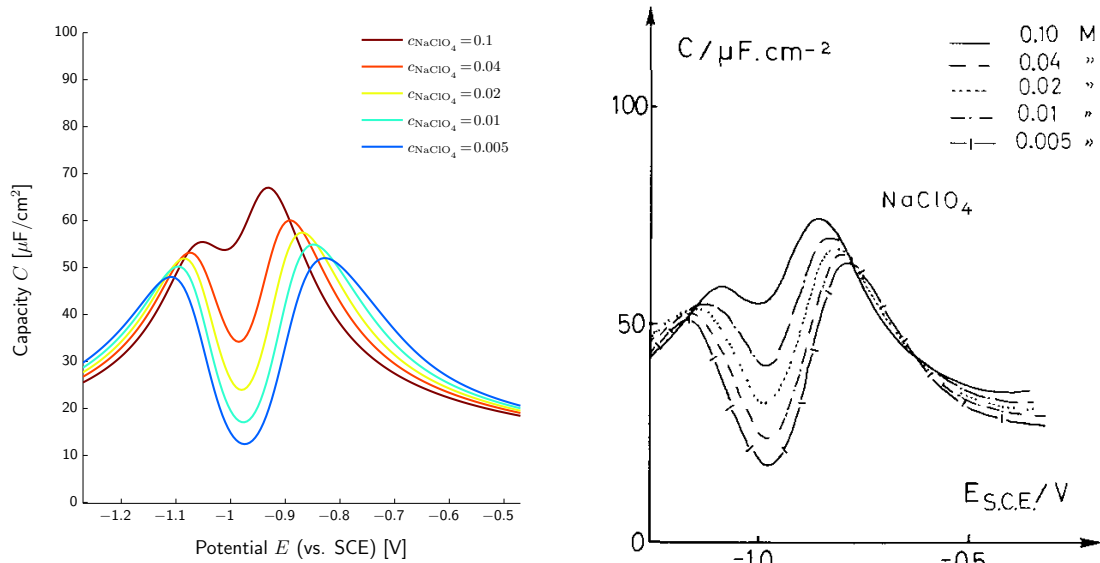 100
90
80
70
60
50
40
30
20
10
0
Capacity C [μF/cm²]
−1.2
−1.1
−1
−0.9
−0.8
−0.7
−0.6
−0.5
Potential E (vs. SCE) [V]
c_NaClO₄=0.1
c_NaClO₄=0.04
c_NaClO₄=0.02
c_NaClO₄=0.01
c_NaClO₄=0.005
C/μF.cm⁻²
0.10 M
0.04 "
0.02 "
0.01 "
0.005 "
100
NaClO₄
50
E S.C.E./V
0
-1.0
-0.5